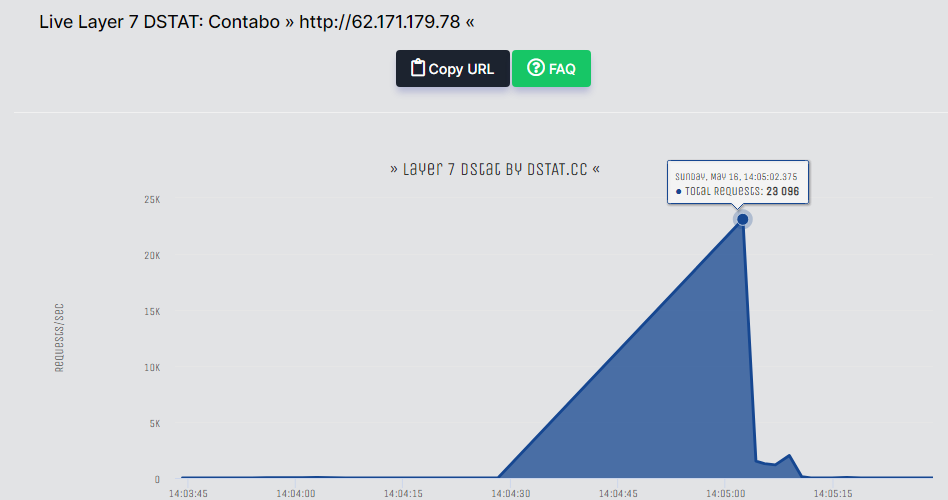 Live Layer 7 DSTAT: Contabo » http://62.171.179.78 «
Copy URL
FAQ
» Layer 7 DSTAT BY DSTAT.CC «
Sunday, May 16, 14:05:02.375
● Total Requests: 23 096
25K
20K
15K
10K
5K
0
Requests/sec
14:03:45 14:04:00 14:04:15 14:04:30 14:04:45 14:05:00 14:05:15